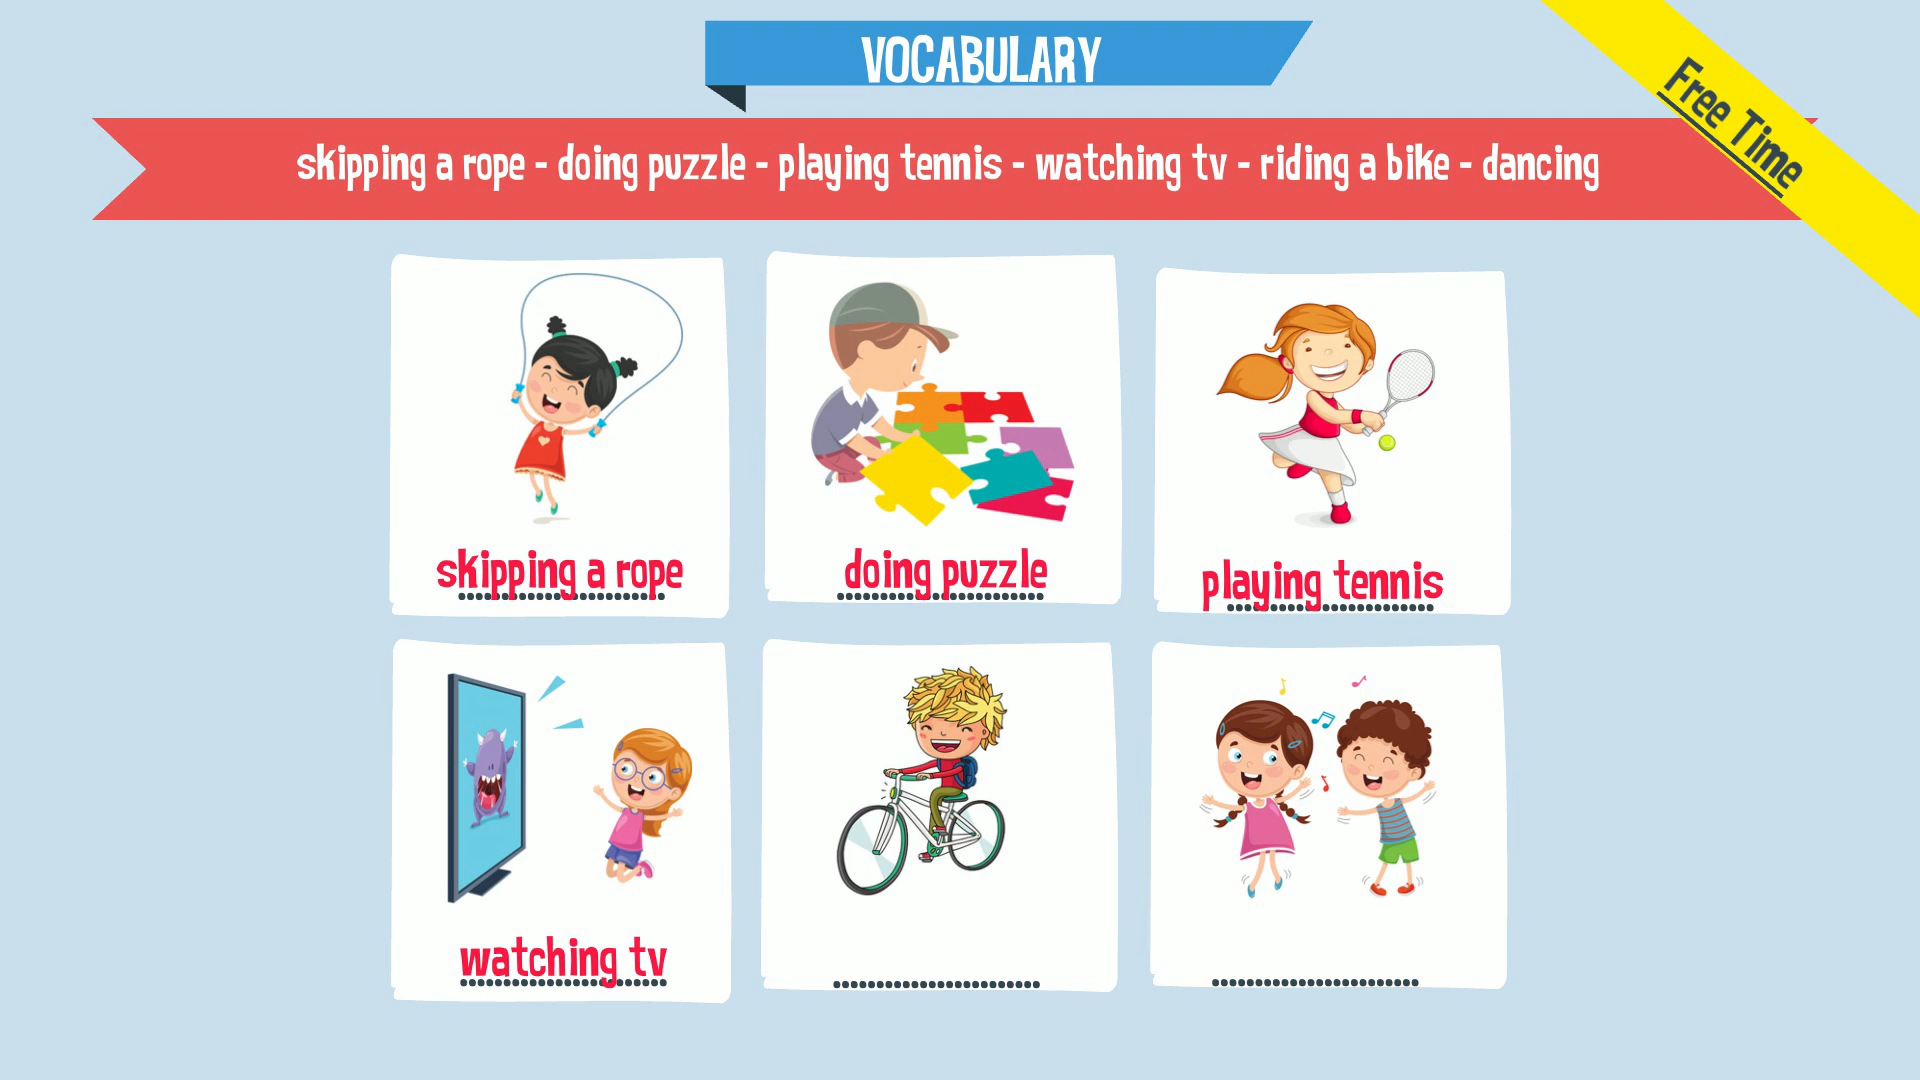 VOCABULARY
Free Time
skipping a rope - doing puzzle - playing tennis - watching tv - riding a bike - dancing
skipping a rope
doing puzzle
playing tennis
watching tv